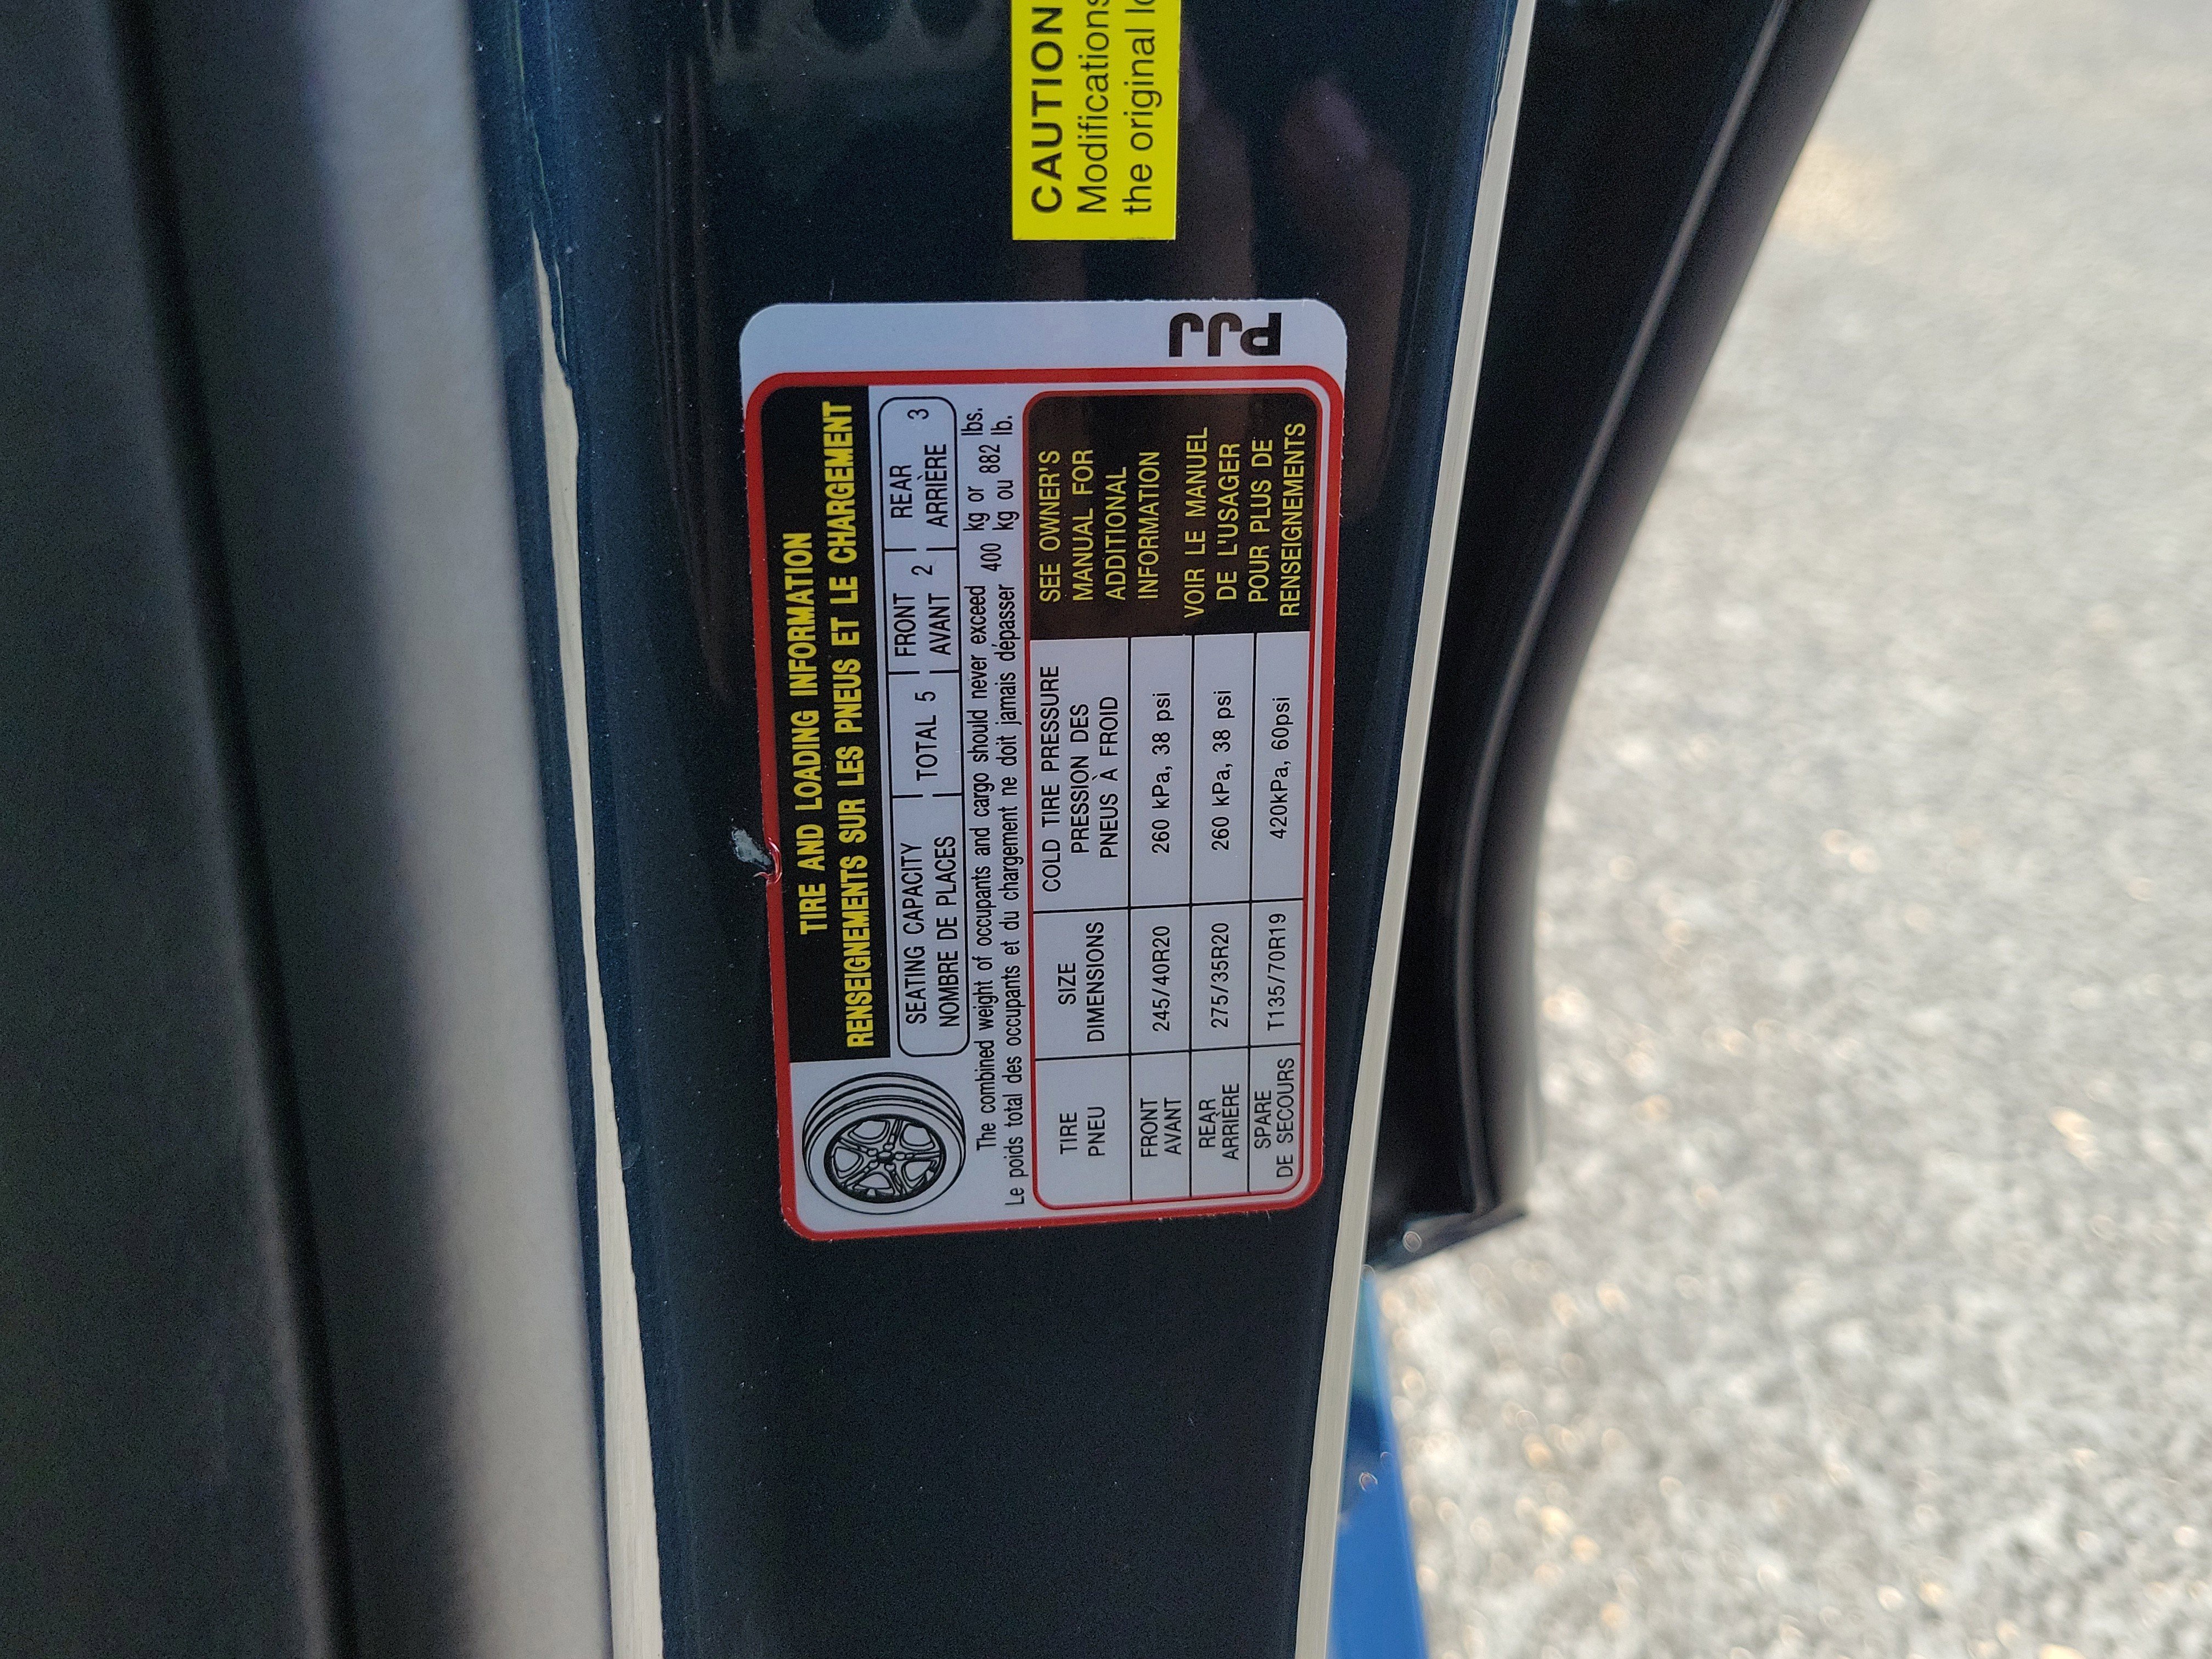 TIRE AND LOADING INFORMATION
RENSEIGNEMENTS SUR LES PNEUS ET LE CHARGEMENT
SEATING CAPACITY
NOMBRE DE PLACES
TOTAL 5
FRONT
AVANT 2
REAR
ARRIÈRE 3
The combined weight of occupants and cargo should never exceed 400 kg or 882 lbs.
Le poids total des occupants et du chargement ne doit jamais dépasser kg ou lb.
TIRE
PNEU
SIZE
DIMENSIONS
COLD TIRE PRESSURE
PRESSION DES
PNEUS À FROID
FRONT
AVANT
245/40R20
260 kPa, 38 psi
REAR
ARRIÈRE
275/35R20
260 kPa, 38 psi
SPARE
DE SECOURS
T135/70R19
420kPa, 60psi
SEE OWNER'S
MANUAL FOR
ADDITIONAL
INFORMATION
VOIR LE MANUEL
DE L'USAGER
POUR PLUS DE
RENSEIGNEMENTS
PJJ
CAUTION
Modifications
the original